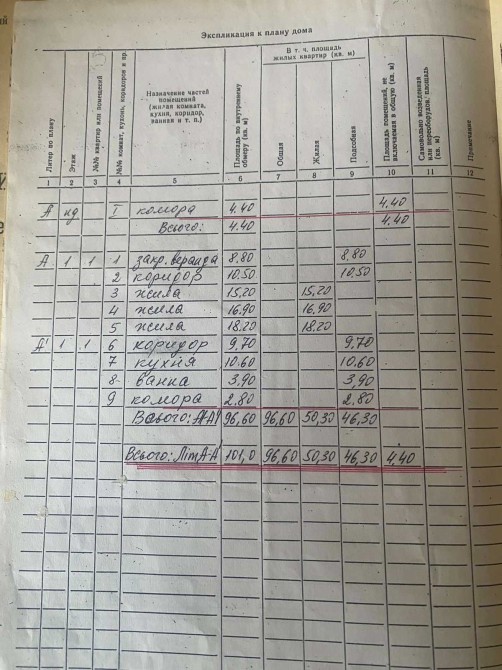 Экспликация к плану дома
Литер по плану
Этаж
№№ квартир или помещений
№№ комнат, кухонь, коридоров и пр.
Назначение частей помещений (жилая комната, кухня, коридор, ванная и т. п.)
Площадь по внутреннему обмеру (кв. м)
В т. ч. площадь жилых квартир (кв. м)
Общая
Жилая
Подсобная
Площадь помещений, не включаемая в общую (кв. м)
Самовольно возведенная или переоборудов. площадь (кв. м)
Примечание
1 2 3 4 5 6 7 8 9 10 11 12
А пд I комора 4.40 4.40
Всього: 4.40 4.40
А 1 1 1 закр. веранда 8.80 8.80
2 коридор 10.50 10.50
3 жила 15,20 15,20
4 жила 16.90 16,90
5 жила 18.20 18.20
А' 1 1 6 коридор 9,70 9,70
7 кухня 10.60 10.60
8 ванна 3.90 3,90
9 комора 2.80 2.80
Всього: АА' 96,60 96,60 50,30 46,30
Всього: Літ А-А' 101,0 96,60 50,30 46,30 4,40